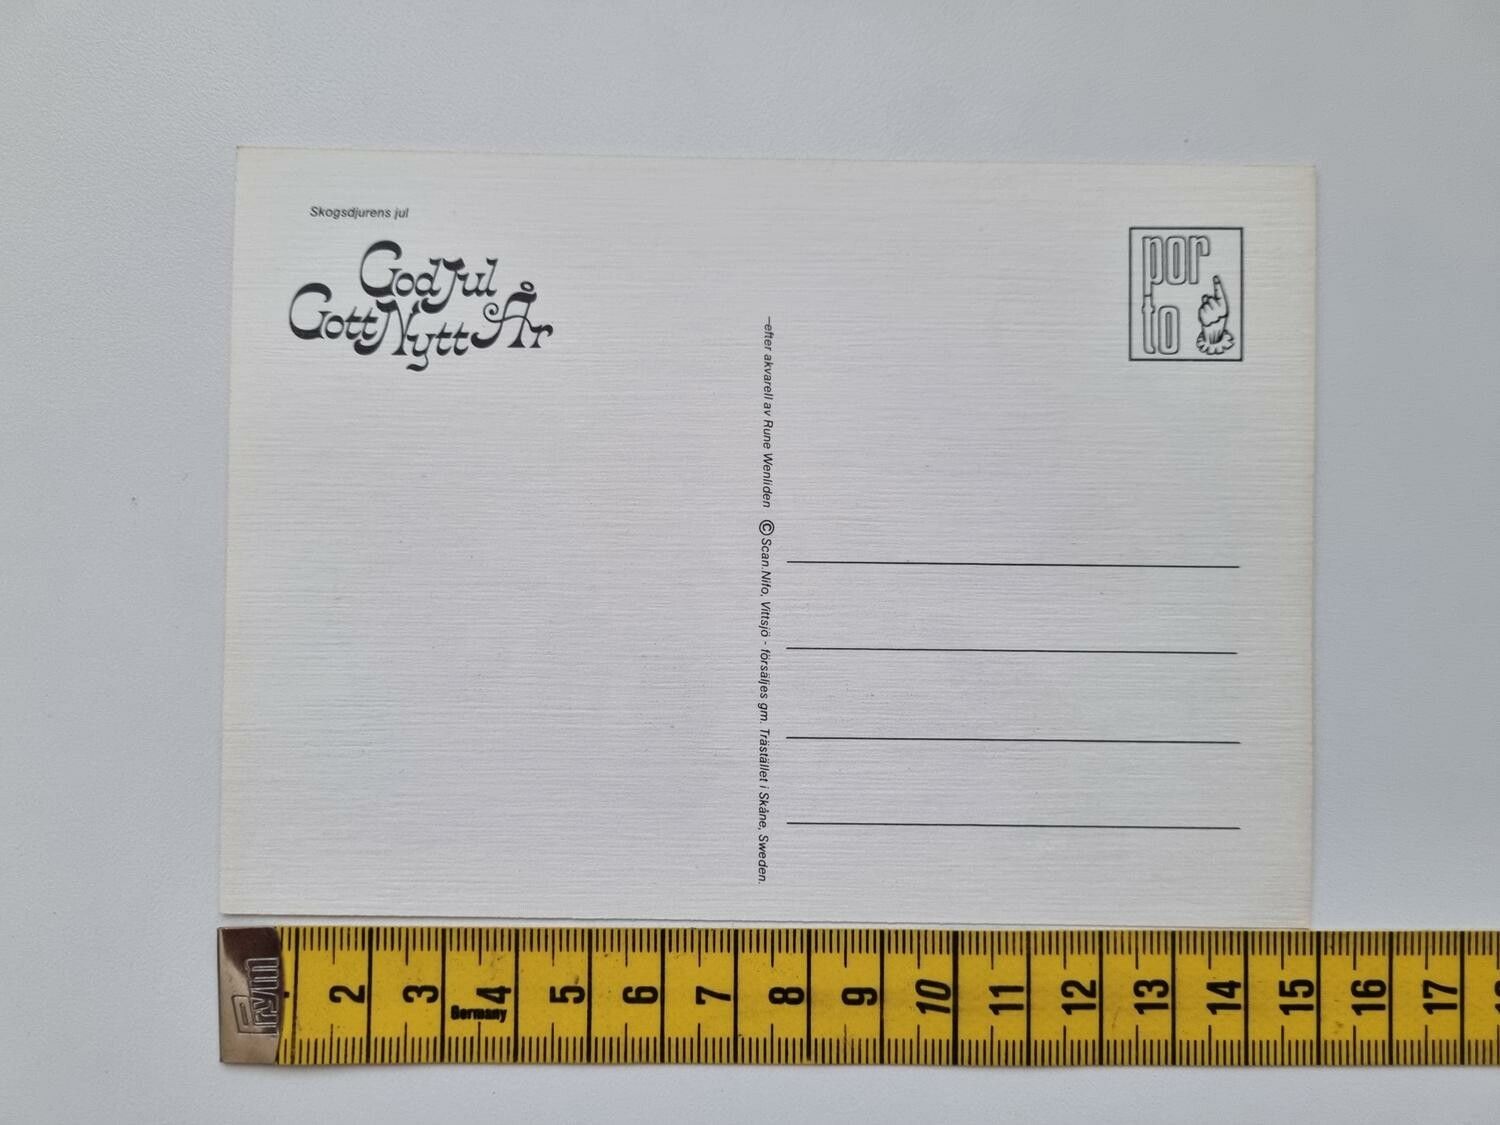 Skogsdjurens jul
God Jul
Gott Nytt År
por
to
–efter akvarell av Rune Wenliden © Scan.Nifo, Vittsjö - försäljes gm. Trästället i Skåne, Sweden.
Prym
2 3 4 5 6 7 8 9 10 11 12 13 14 15 16 17
Germany